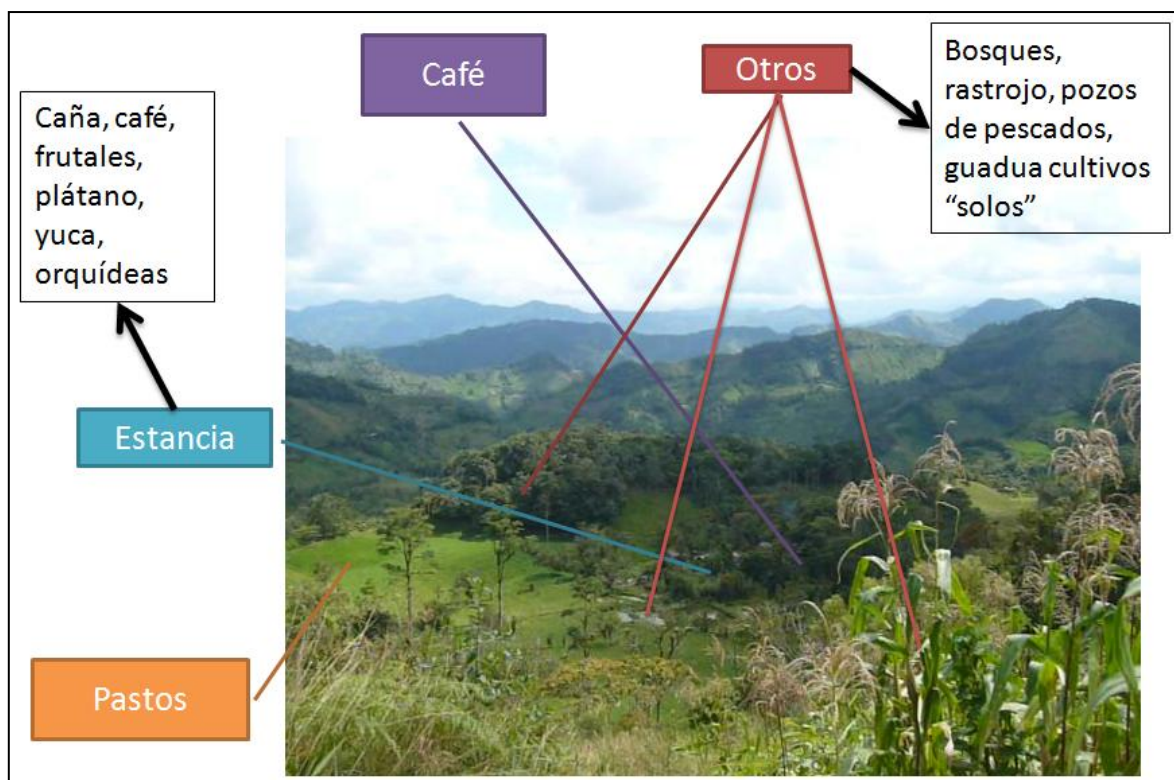 Café
Otros
Bosques,
rastrojo, pozos
de pescados,
guadua cultivos
“solos”
Caña, café,
frutales,
plátano,
yuca,
orquídeas
Estancia
Pastos